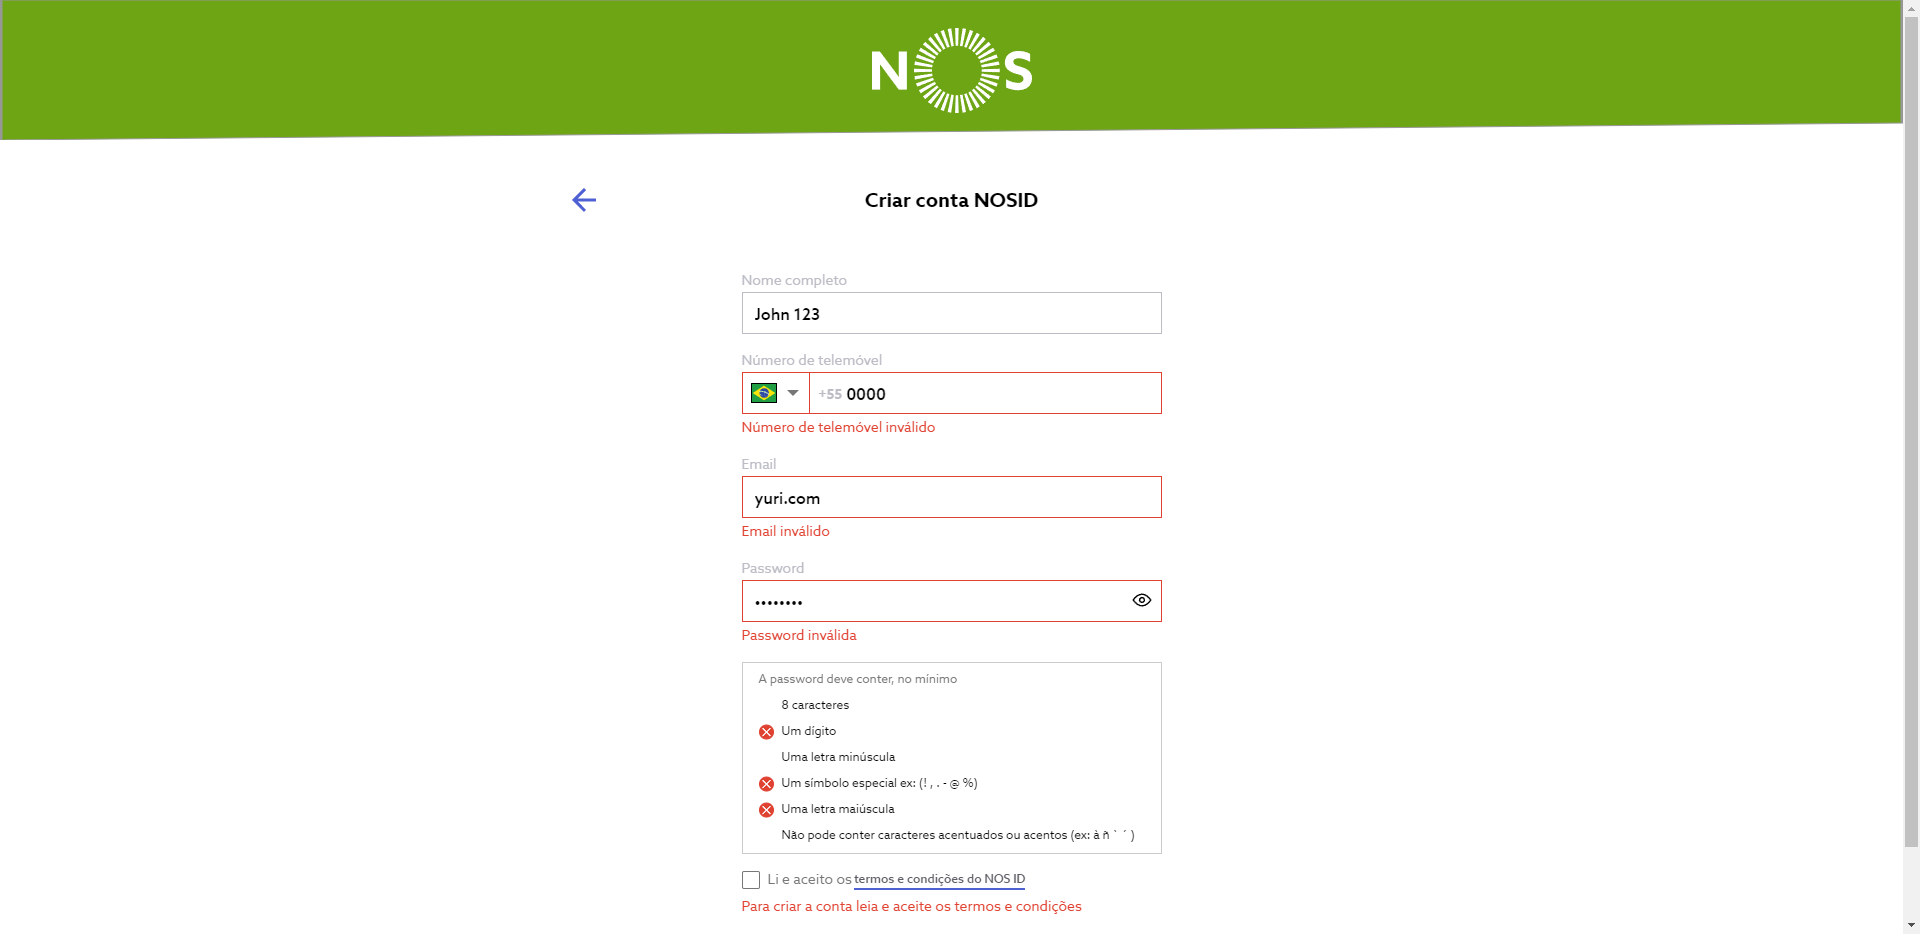 NOS
Criar conta NOSID
Nome completo
John 123
Número de telemóvel
+55 0000
Número de telemóvel inválido
Email
yuri.com
Email inválido
Password
••••••••
Password inválida
A password deve conter, no mínimo
8 caracteres
Um dígito
Uma letra minúscula
Um símbolo especial ex: (! , . - @ %)
Uma letra maiúscula
Não pode conter caracteres acentuados ou acentos (ex: à ñ ` ´ )
Li e aceito os termos e condições do NOS ID
Para criar a conta leia e aceite os termos e condições